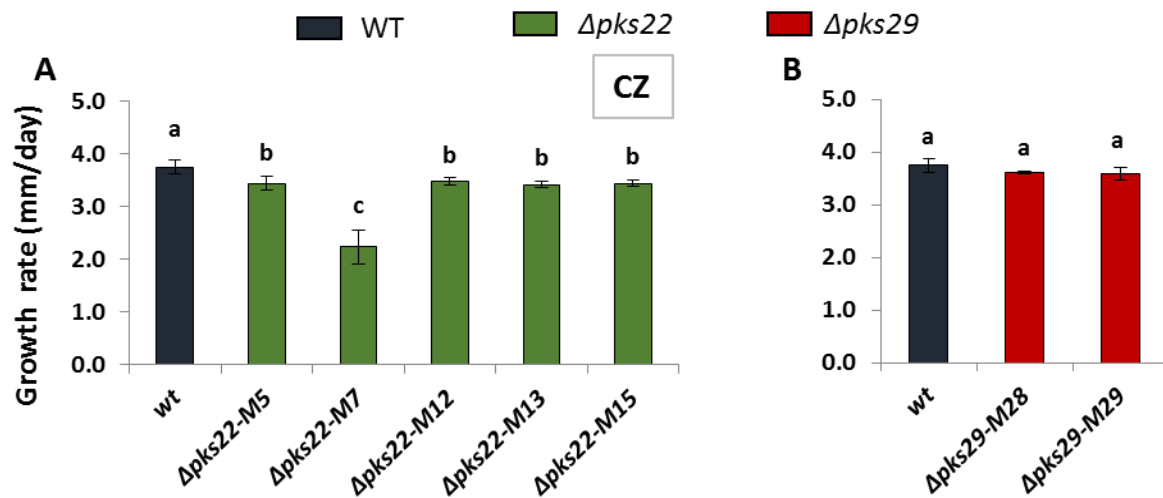 WT Δpks22 Δpks29
A B
CZ
Growth rate (mm/day)
5.0
4.0
3.0
2.0
1.0
0.0
a b c b b b
wt Δpks22-M5 Δpks22-M7 Δpks22-M12 Δpks22-M13 Δpks22-M15
5.0
4.0
3.0
2.0
1.0
0.0
a a a
wt Δpks29-M28 Δpks29-M29